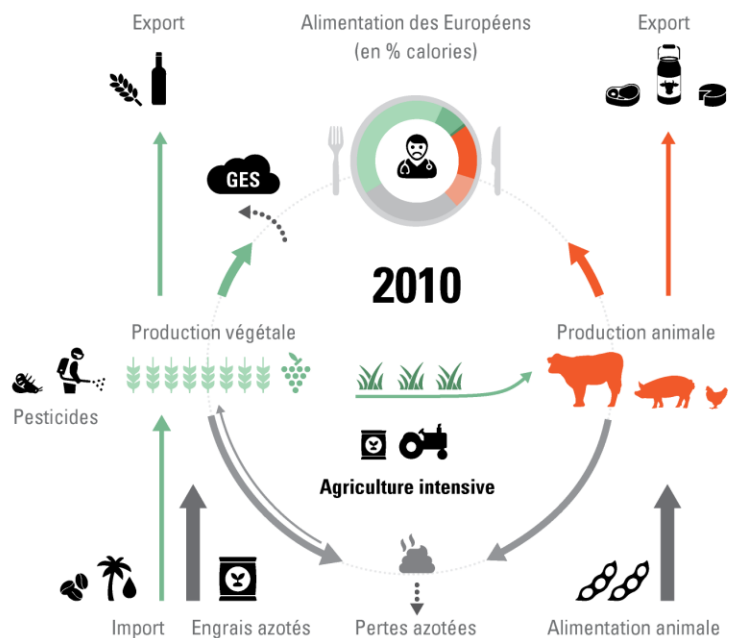 Export
Alimentation des Européens
(en % calories)
Export
GES
2010
Production végétale
Production animale
Pesticides
Agriculture intensive
Import
Engrais azotés
Pertes azotées
Alimentation animale